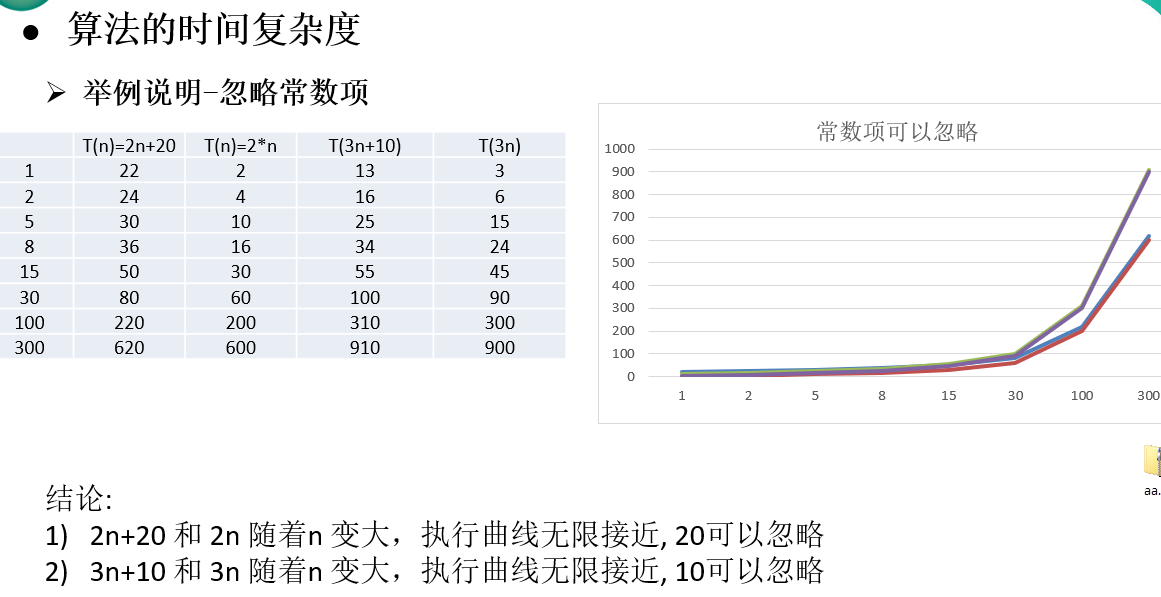 ● 算法的时间复杂度
➢ 举例说明-忽略常数项
T(n)=2n+20 T(n)=2*n T(3n+10) T(3n)
1 22 2 13 3
2 24 4 16 6
5 30 10 25 15
8 36 16 34 24
15 50 30 55 45
30 80 60 100 90
100 220 200 310 300
300 620 600 910 900
常数项可以忽略
1000
900
800
700
600
500
400
300
200
100
0
1 2 5 8 15 30 100 300
aa.
结论:
1) 2n+20 和 2n 随着n 变大，执行曲线无限接近, 20可以忽略
2) 3n+10 和 3n 随着n 变大，执行曲线无限接近, 10可以忽略